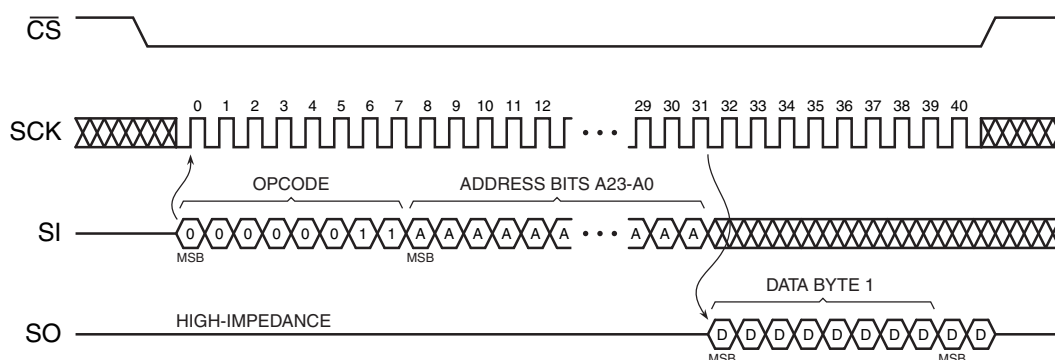 CS
0 1 2 3 4 5 6 7 8 9 10 11 12 29 30 31 32 33 34 35 36 37 38 39 40
SCK
OPCODE ADDRESS BITS A23-A0
SI 0 0 0 0 0 0 1 1 A A A A A A A A A
MSB MSB
DATA BYTE 1
HIGH-IMPEDANCE
SO D D D D D D D D D D
MSB MSB